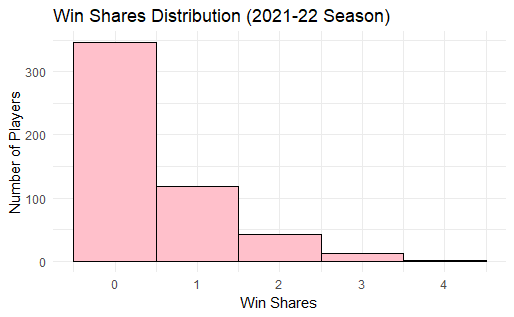 Win Shares Distribution (2021-22 Season)
Number of Players
300
200
100
0
0 1 2 3 4
Win Shares